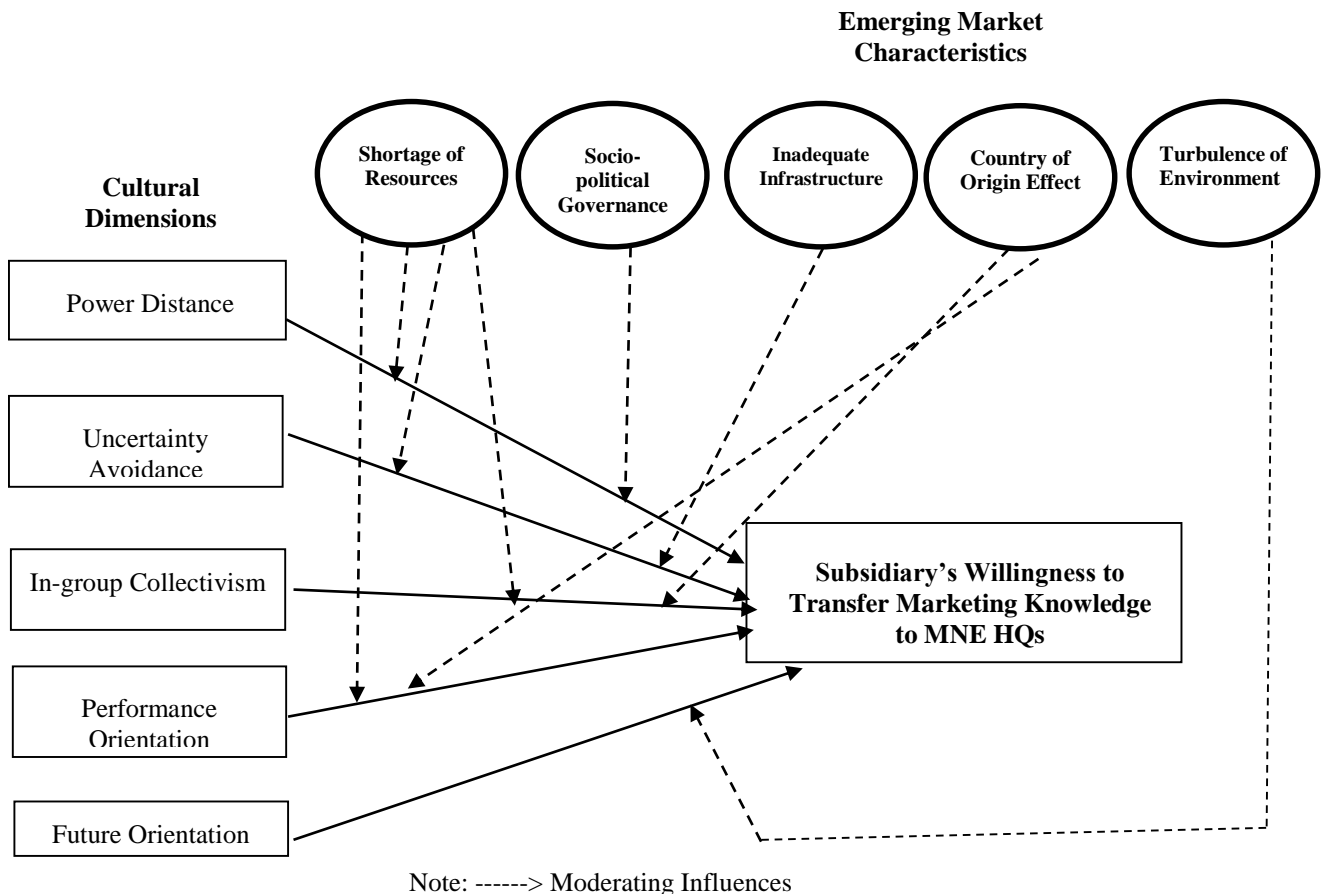 Emerging Market
Characteristics
Shortage of
Resources
Socio-
political
Governance
Inadequate
Infrastructure
Country of
Origin Effect
Turbulence of
Environment
Cultural
Dimensions
Power Distance
Uncertainty
Avoidance
In-group Collectivism
Performance
Orientation
Future Orientation
Subsidiary's Willingness to
Transfer Marketing Knowledge
to MNE HQs
Note: ------> Moderating Influences